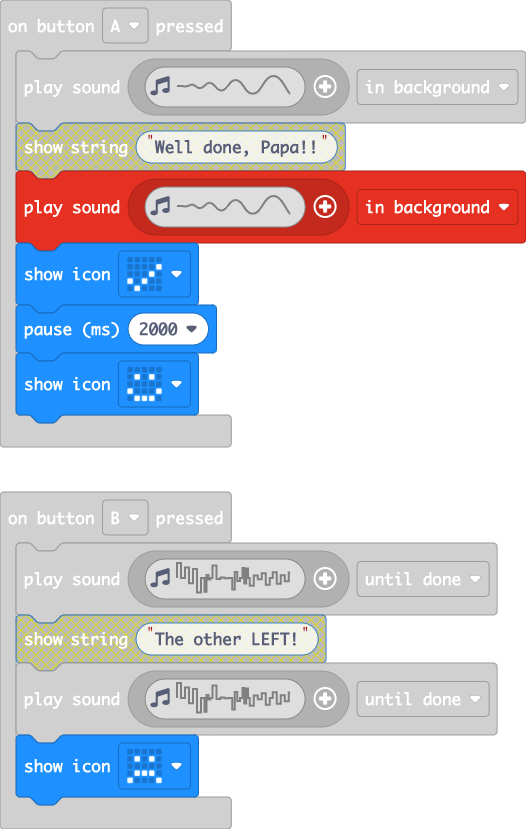 on button A pressed
play sound in background
show string "Well done, Papa!!"
play sound in background
show icon
pause (ms) 2000
show icon
on button B pressed
play sound until done
show string "The other LEFT!"
play sound until done
show icon